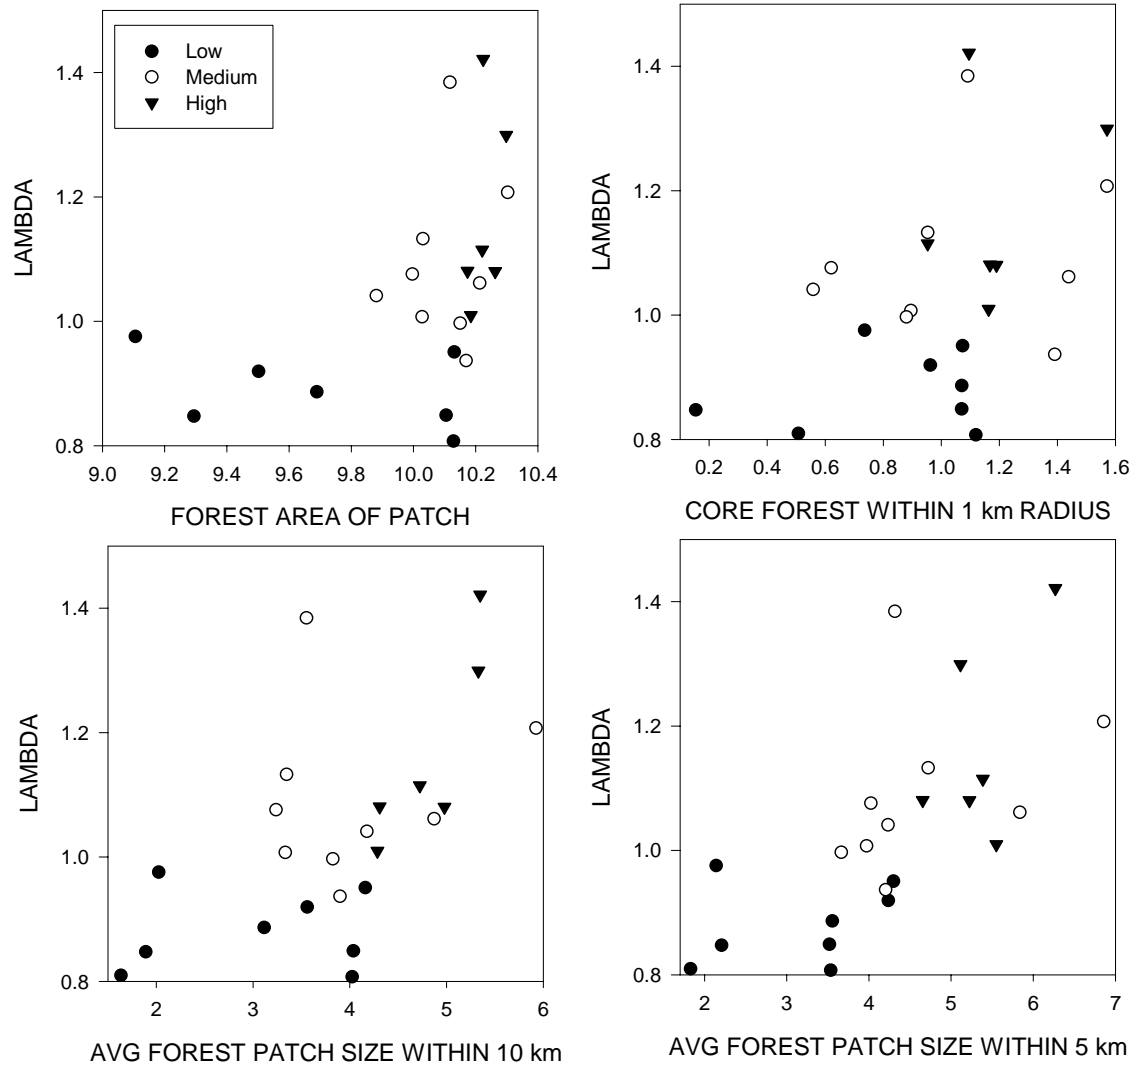 Low
Medium
High
LAMBDA
1.4
1.2
1.0
0.8
9.0 9.2 9.4 9.6 9.8 10.0 10.2 10.4
FOREST AREA OF PATCH
LAMBDA
1.4
1.2
1.0
0.8
0.2 0.4 0.6 0.8 1.0 1.2 1.4 1.6
CORE FOREST WITHIN 1 km RADIUS
LAMBDA
1.4
1.2
1.0
0.8
2 3 4 5 6
AVG FOREST PATCH SIZE WITHIN 10 km
LAMBDA
1.4
1.2
1.0
0.8
2 3 4 5 6 7
AVG FOREST PATCH SIZE WITHIN 5 km